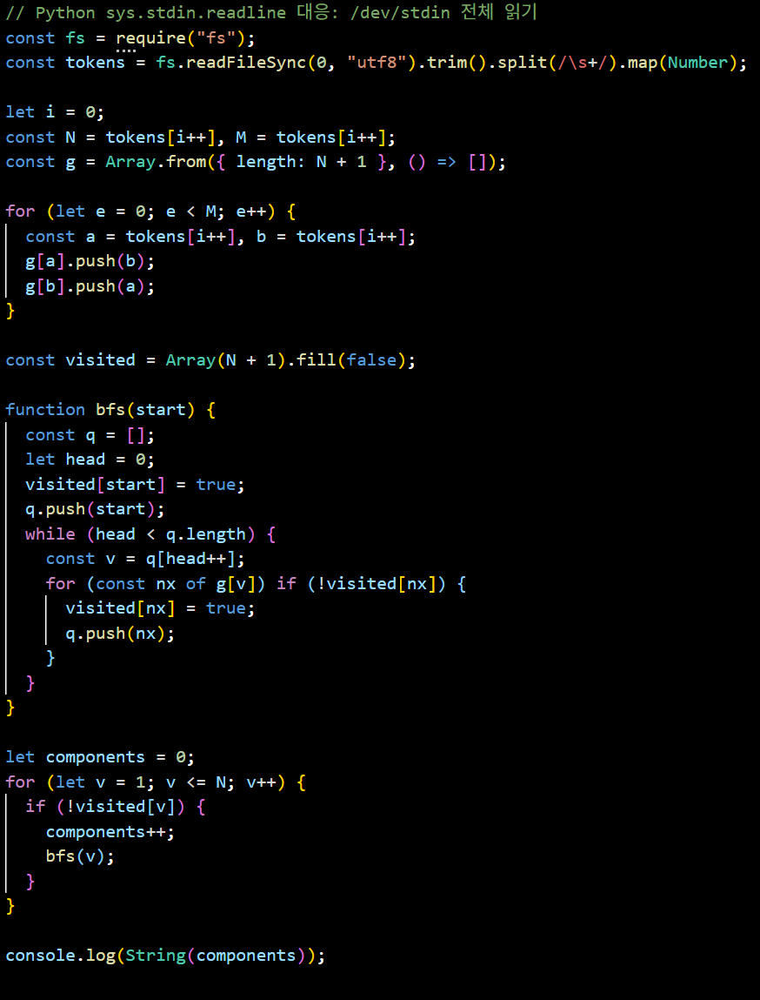 // Python sys.stdin.readline 대응: /dev/stdin 전체 읽기
const fs = require("fs");
const tokens = fs.readFileSync(0, "utf8").trim().split(/\s+/).map(Number);

let i = 0;
const N = tokens[i++], M = tokens[i++];
const g = Array.from({ length: N + 1 }, () => []);

for (let e = 0; e < M; e++) {
  const a = tokens[i++], b = tokens[i++];
  g[a].push(b);
  g[b].push(a);
}

const visited = Array(N + 1).fill(false);

function bfs(start) {
  const q = [];
  let head = 0;
  visited[start] = true;
  q.push(start);
  while (head < q.length) {
    const v = q[head++];
    for (const nx of g[v]) if (!visited[nx]) {
      visited[nx] = true;
      q.push(nx);
    }
  }
}

let components = 0;
for (let v = 1; v <= N; v++) {
  if (!visited[v]) {
    components++;
    bfs(v);
  }
}

console.log(String(components));